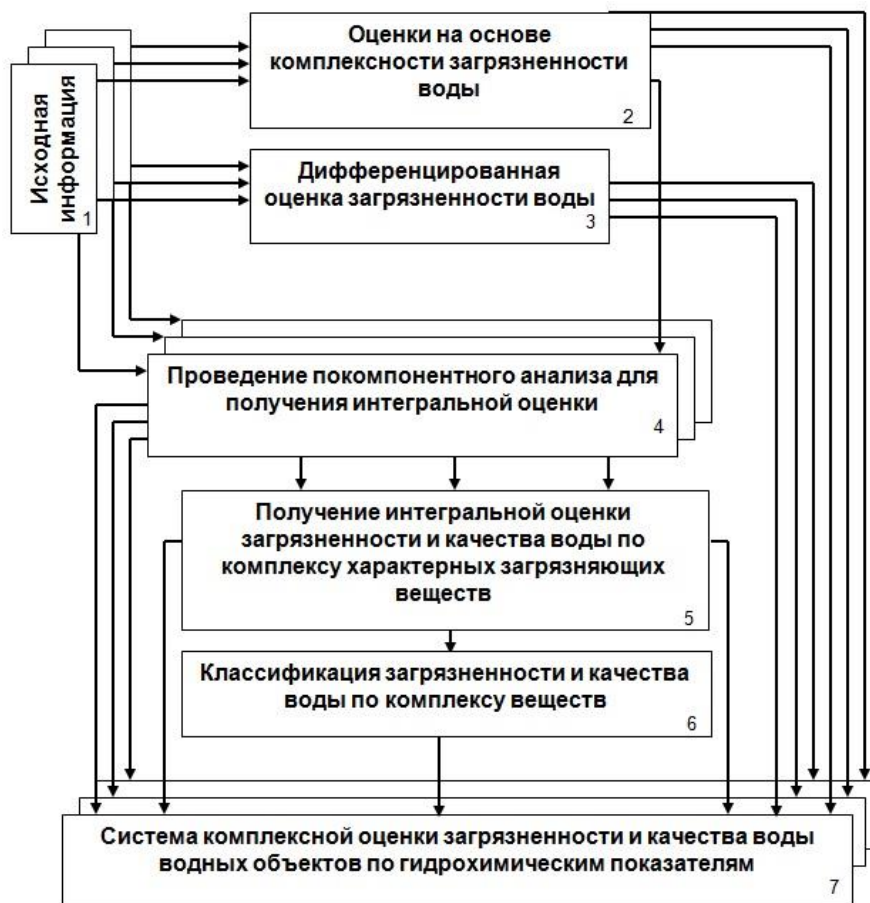 Исходная
информация
1
Оценки на основе
комплексности загрязненности
воды
2
Дифференцированная
оценка загрязненности воды
3
Проведение покомпонентного анализа для
получения интегральной оценки
4
Получение интегральной оценки
загрязненности и качества воды по
комплексу характерных загрязняющих
веществ
5
Классификация загрязненности и качества
воды по комплексу веществ
6
Система комплексной оценки загрязненности и качества воды
водных объектов по гидрохимическим показателям
7